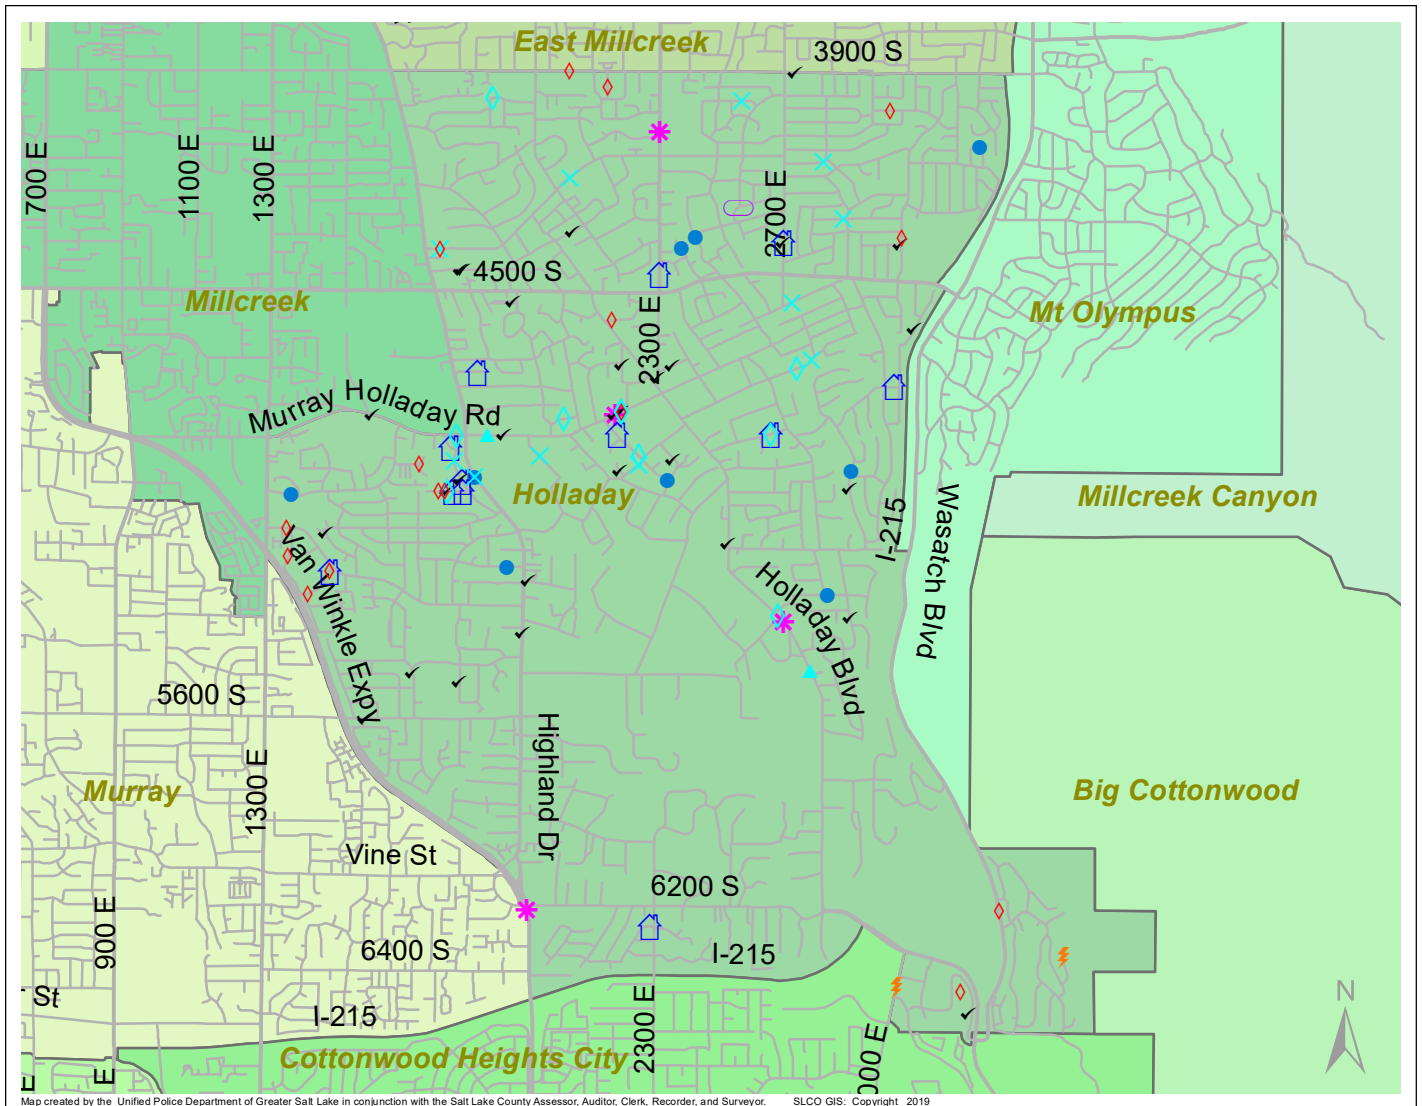 East Millcreek
3900 S
700 E
1100 E
1300 E
2700 E
4500 S
Millcreek
Mt Olympus
2300 E
Murray Holladay Rd
Holladay
Millcreek Canyon
I-215
Wasatch Blvd
Van Winkle Expy
Holladay Blvd
5600 S
Highland Dr
Murray
1300 E
Big Cottonwood
Vine St
6200 S
900 E
6400 S
I-215
St
I-215
2300 E
N
Cottonwood Heights City
000 E
E
E
Map created by the Unified Police Department of Greater Salt Lake in conjunction with the Salt Lake County Assessor, Auditor, Clerk, Recorder, and Surveyor. SLCO GIS: Copyright 2019